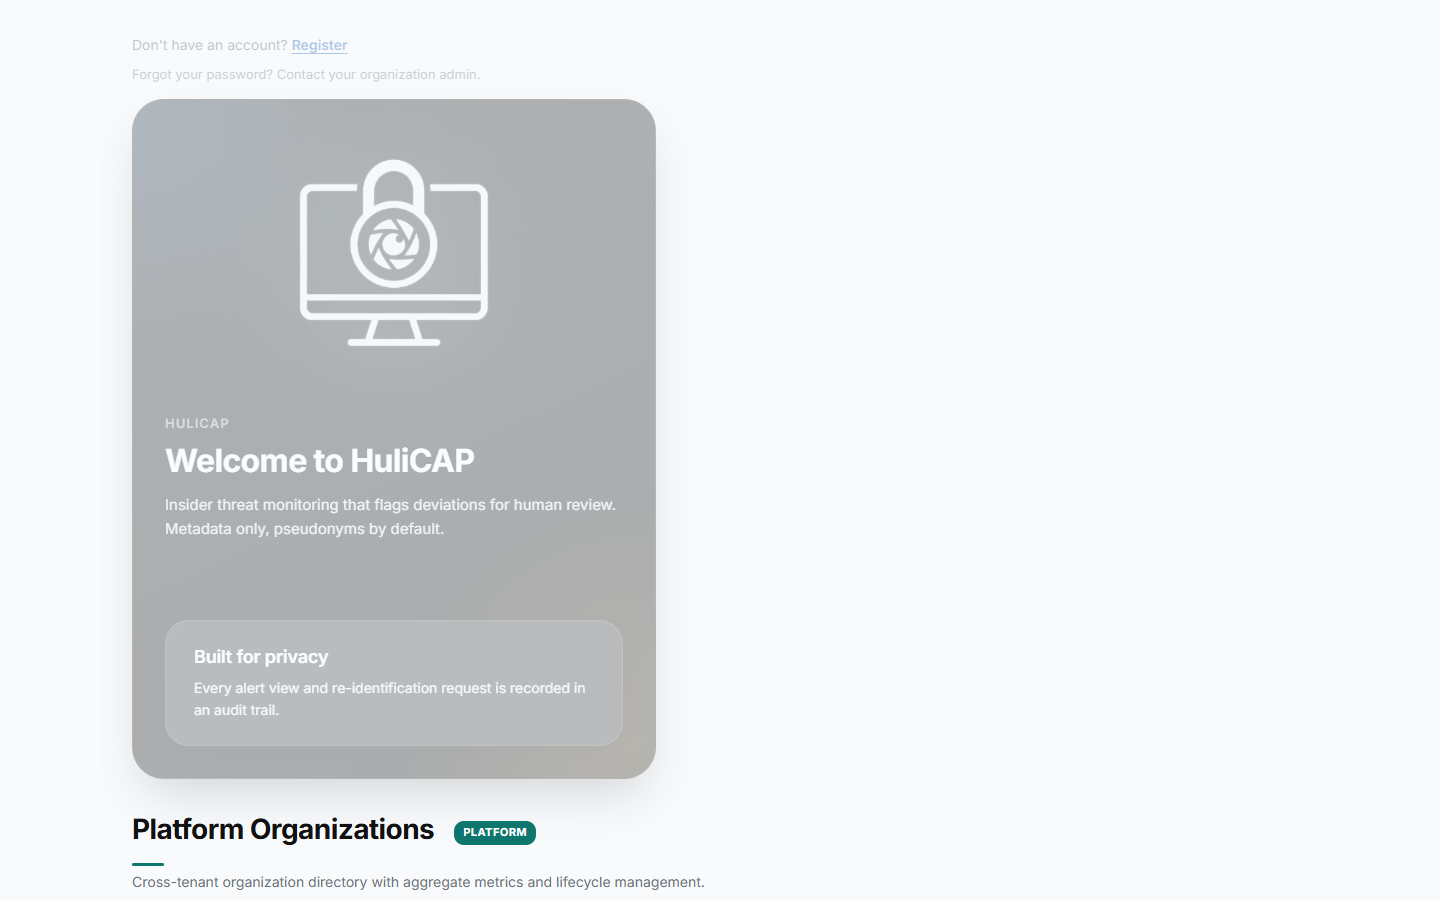 Don't have an account? Register
Forgot your password? Contact your organization admin.
HULICAP
Welcome to HuliCAP
Insider threat monitoring that flags deviations for human review.
Metadata only, pseudonyms by default.
Built for privacy
Every alert view and re-identification request is recorded in
an audit trail.
Platform Organizations PLATFORM
Cross-tenant organization directory with aggregate metrics and lifecycle management.